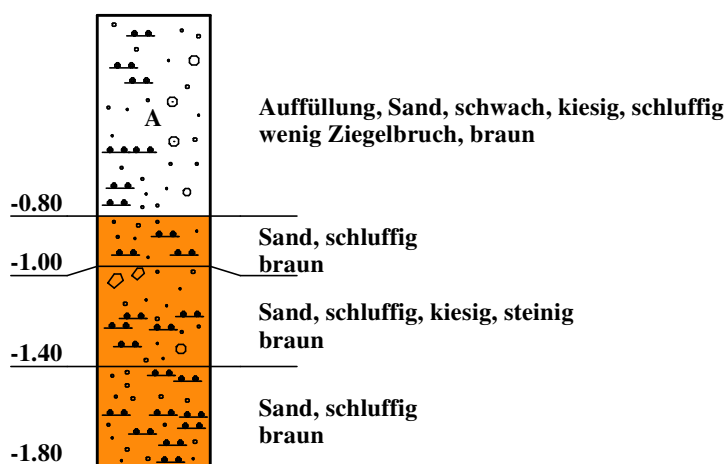 Auffüllung, Sand, schwach, kiesig, schluffig
A
wenig Ziegelbruch, braun
-0.80
Sand, schluffig
braun
-1.00
Sand, schluffig, kiesig, steinig
braun
-1.40
Sand, schluffig
braun
-1.80